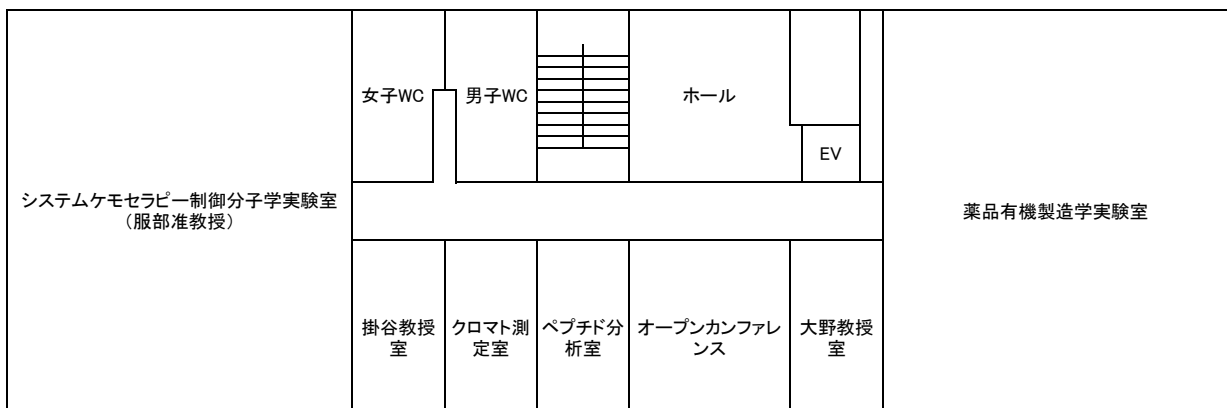 女子WC
男子WC
ホール
EV
システムケモセラピー制御分子学実験室
（服部准教授）
薬品有機製造学実験室
掛谷教授
室
クロマト測
定室
ペプチド分
析室
オープンカンファレ
ンス
大野教授
室